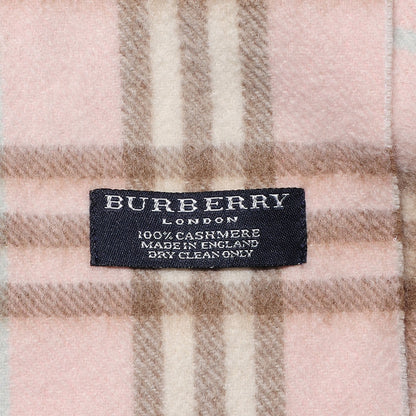 BURBERRY
LONDON
100% CASHMERE
MADE IN ENGLAND
DRY CLEAN ONLY